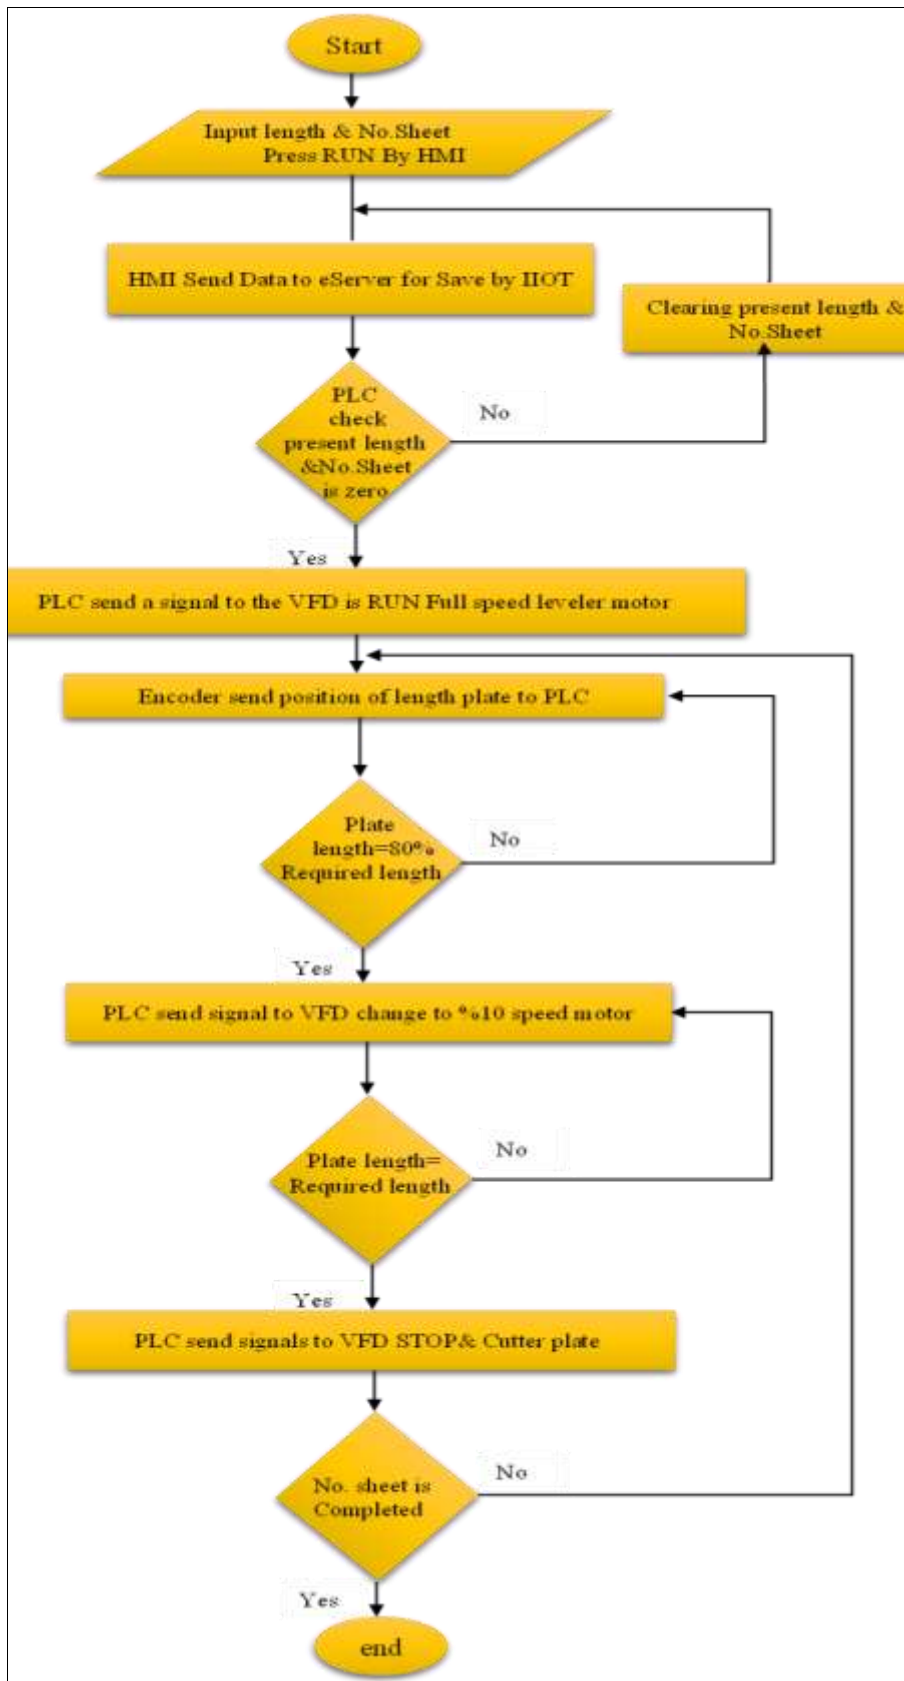 Start
Input length & No.Sheet
Press RUN By HMI
HMI Send Data to eServer for Save by IIOT
Clearing present length &
No.Sheet
PLC
check
present length
&No.Sheet
is zero
No
Yes
PLC send a signal to the VFD is RUN Full speed leveler motor
Encoder send position of length plate to PLC
Plate
length=80%
Required length
No
Yes
PLC send signal to VFD change to %10 speed motor
Plate length=
Required length
No
Yes
PLC send signals to VFD STOP& Cutter plate
No. sheet is
Completed
No
Yes
end